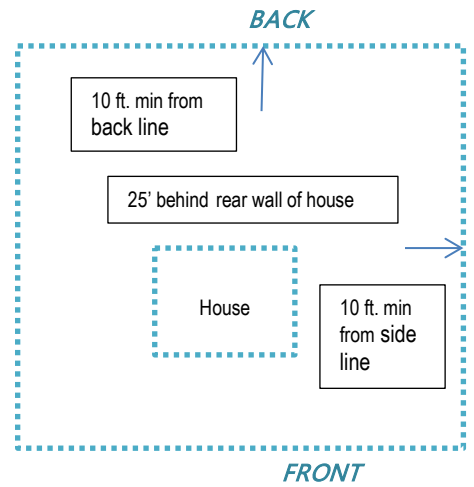 BACK
10 ft. min from
back line
25' behind rear wall of house
House
10 ft. min
from side
line
FRONT